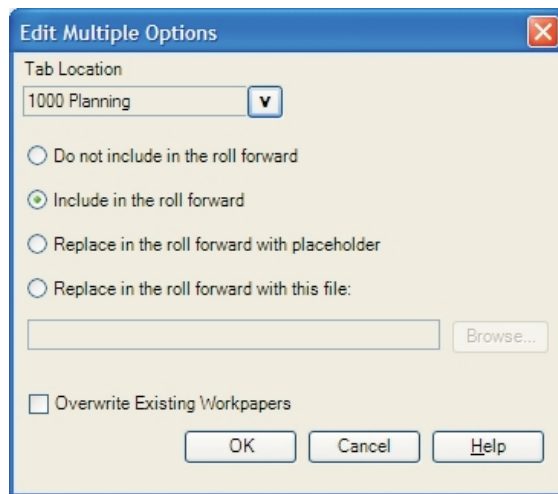 Edit Multiple Options
Tab Location
1000 Planning
v
Do not include in the roll forward
Include in the roll forward
Replace in the roll forward with placeholder
Replace in the roll forward with this file:
Browse...
Overwrite Existing Workpapers
OK Cancel Help